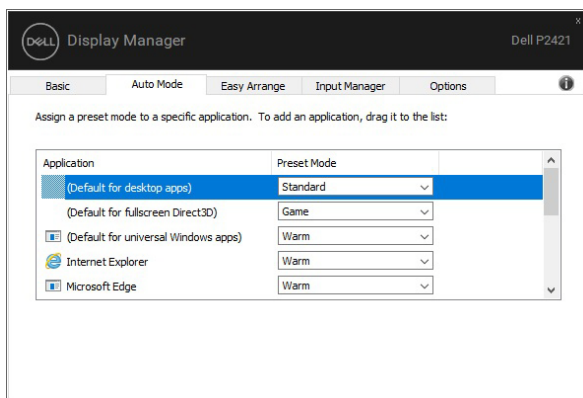 x
DELL Display Manager Dell P2421
Basic Auto Mode Easy Arrange Input Manager Options
Assign a preset mode to a specific application. To add an application, drag it to the list:
Application Preset Mode
(Default for desktop apps) Standard
(Default for fullscreen Direct3D) Game
(Default for universal Windows apps) Warm
Internet Explorer Warm
Microsoft Edge Warm